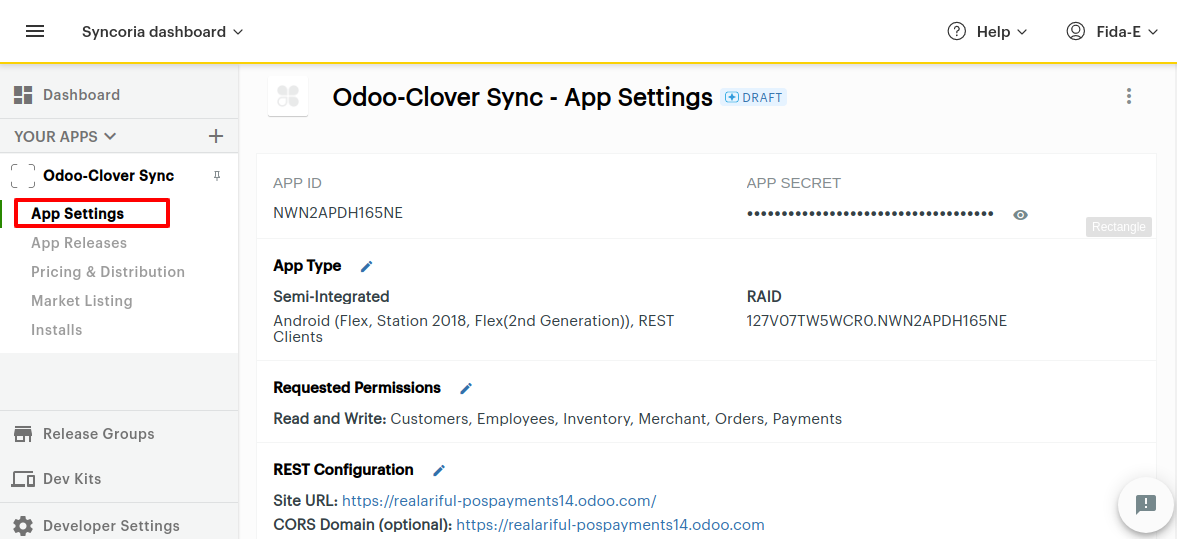 Syncoria dashboard
Help
Fida-E
Dashboard
YOUR APPS
Odoo-Clover Sync
App Settings
App Releases
Pricing & Distribution
Market Listing
Installs
Release Groups
Dev Kits
Developer Settings
Odoo-Clover Sync - App Settings
DRAFT
APP ID
APP SECRET
NWN2APDH165NE
••••••••••••••••••••••••••••••••••••
Rectangle
App Type
Semi-Integrated
RAID
Android (Flex, Station 2018, Flex(2nd Generation)), REST
Clients
127V07TW5WCR0.NWN2APDH165NE
Requested Permissions
Read and Write: Customers, Employees, Inventory, Merchant, Orders, Payments
REST Configuration
Site URL: https://realariful-pospayments14.odoo.com/
CORS Domain (optional): https://realariful-pospayments14.odoo.com